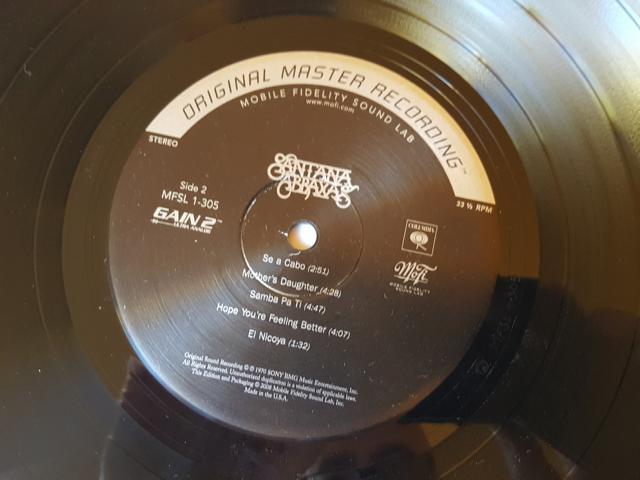 ORIGINAL MASTER RECORDING™
MOBILE FIDELITY SOUND LAB
www.mofi.com
STEREO
33 ⅓ RPM
SANTANA
ABRAXAS
Side 2
MFSL 1-305
GAIN 2™
ULTRA ANALOG
COLUMBIA
MoFi
MOBILE FIDELITY
SOUND LAB
Se a Cabo (2:51)
Mother's Daughter (4:28)
Samba Pa Ti (4:47)
Hope You're Feeling Better (4:07)
El Nicoya (1:32)
Original Sound Recording © ℗ 1970 SONY BMG Music Entertainment, Inc.
All Rights Reserved. Unauthorized duplication is a violation of applicable laws.
This Edition and Packaging © 2008 Mobile Fidelity Sound Lab, Inc.
Made in the U.S.A.